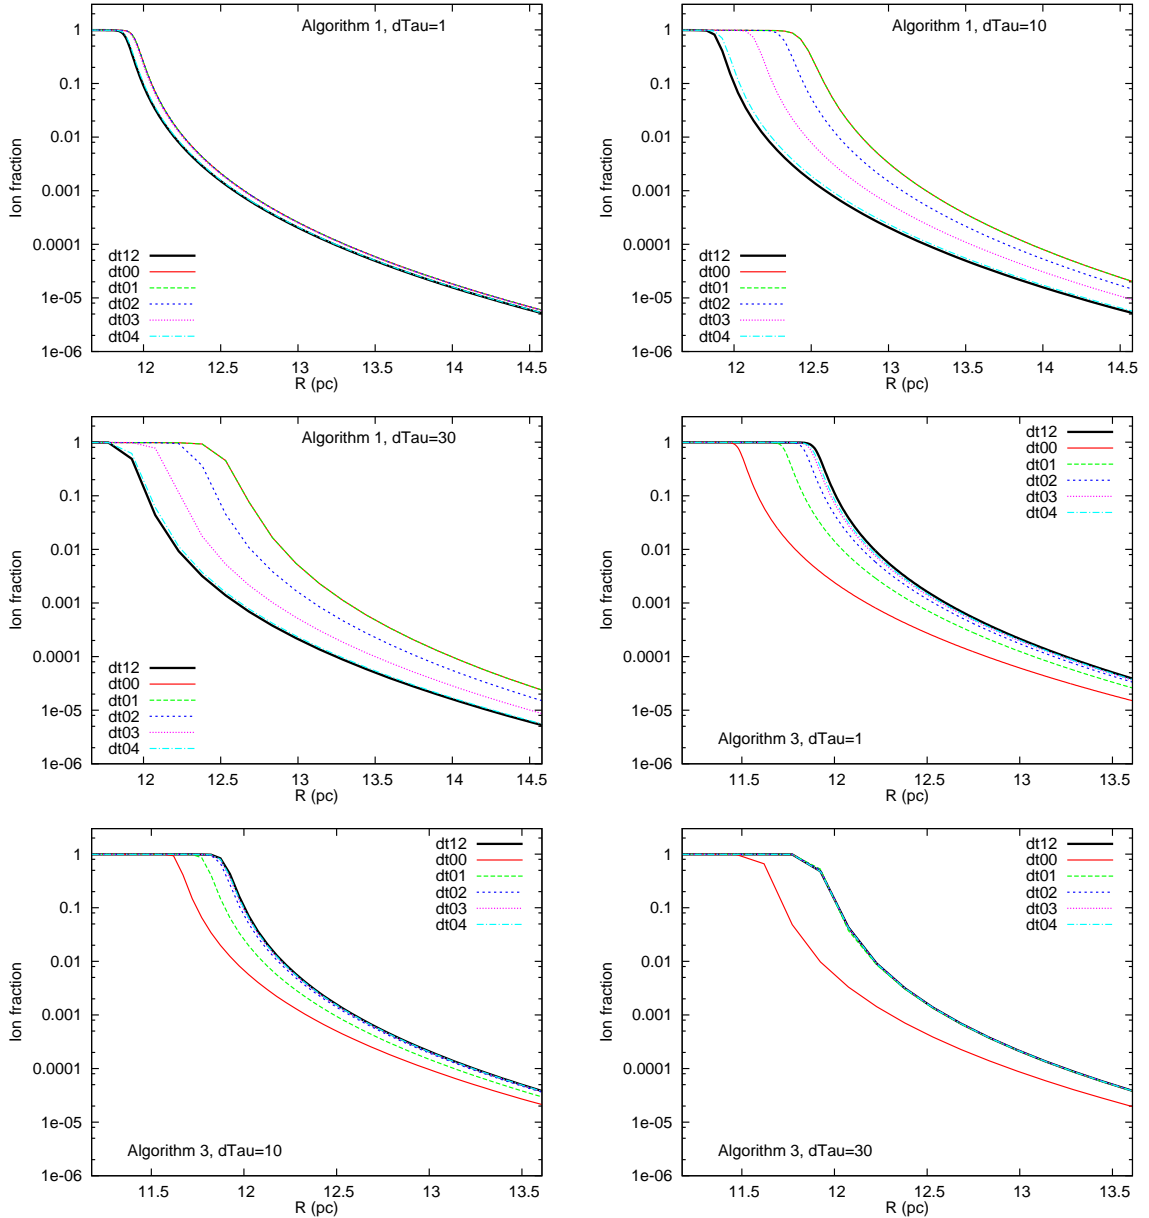 Algorithm 1, dTau=1
Ion fraction
1
0.1
0.01
0.001
0.0001
1e-05
1e-06
dt12
dt00
dt01
dt02
dt03
dt04
12 12.5 13 13.5 14 14.5
R (pc)
Algorithm 1, dTau=10
Ion fraction
1
0.1
0.01
0.001
0.0001
1e-05
1e-06
dt12
dt00
dt01
dt02
dt03
dt04
12 12.5 13 13.5 14 14.5
R (pc)
Algorithm 1, dTau=30
Ion fraction
1
0.1
0.01
0.001
0.0001
1e-05
1e-06
dt12
dt00
dt01
dt02
dt03
dt04
12 12.5 13 13.5 14 14.5
R (pc)
Ion fraction
1
0.1
0.01
0.001
0.0001
1e-05
1e-06
dt12
dt00
dt01
dt02
dt03
dt04
Algorithm 3, dTau=1
11.5 12 12.5 13 13.5
R (pc)
Ion fraction
1
0.1
0.01
0.001
0.0001
1e-05
1e-06
dt12
dt00
dt01
dt02
dt03
dt04
Algorithm 3, dTau=10
11.5 12 12.5 13 13.5
R (pc)
Ion fraction
1
0.1
0.01
0.001
0.0001
1e-05
1e-06
dt12
dt00
dt01
dt02
dt03
dt04
Algorithm 3, dTau=30
11.5 12 12.5 13 13.5
R (pc)